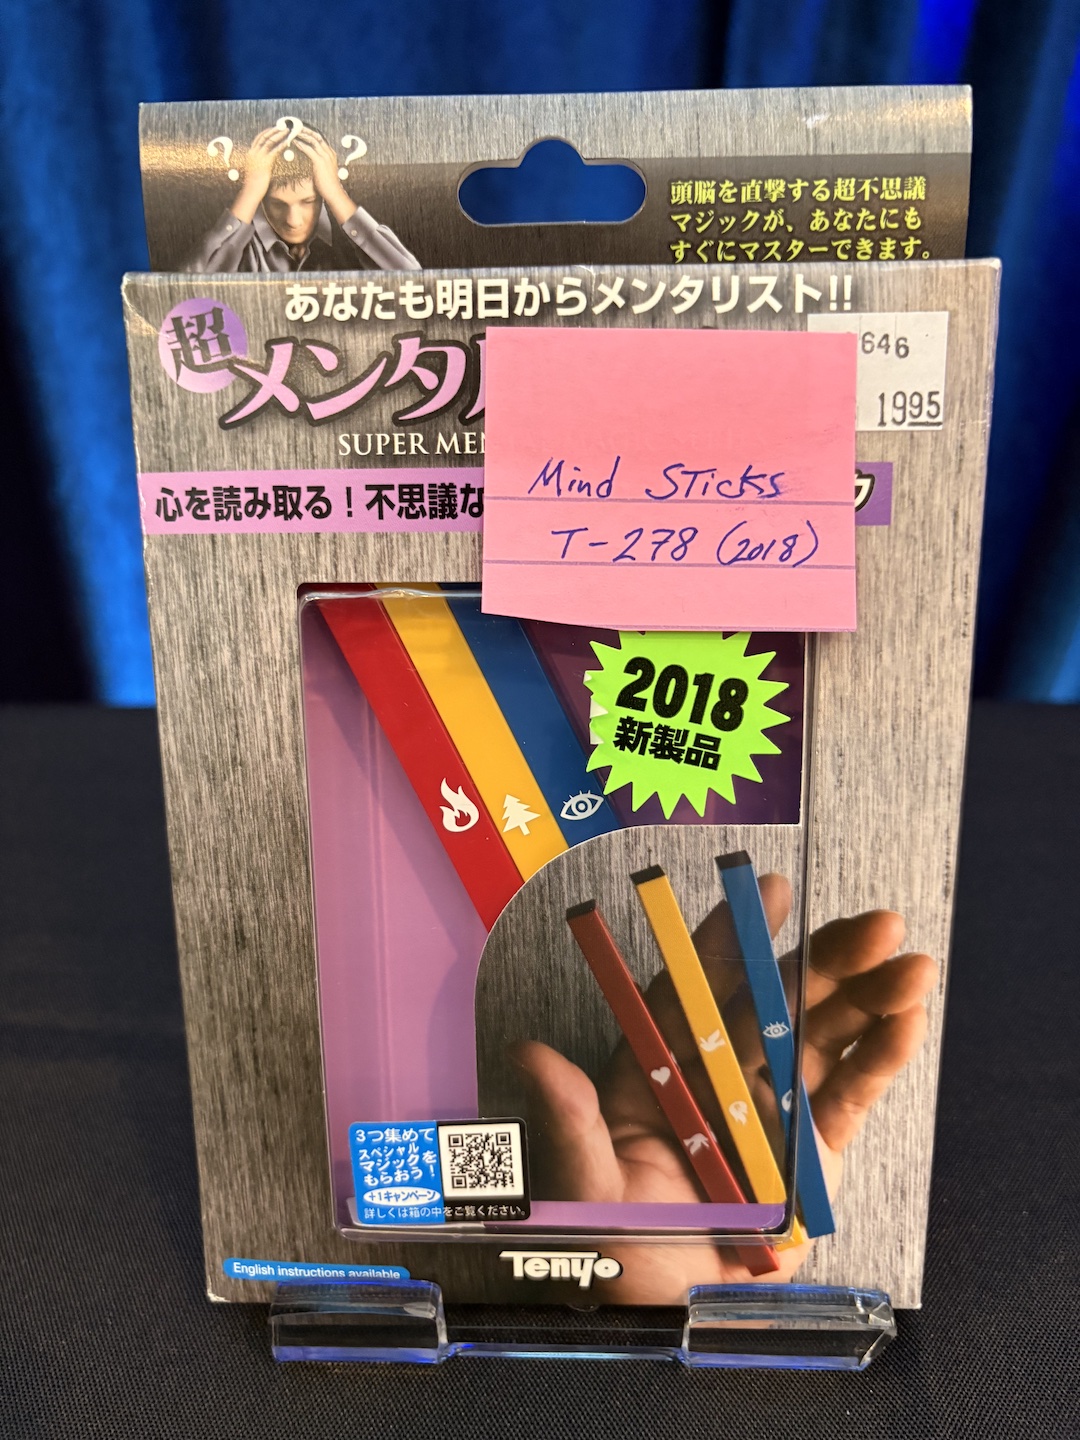 ? ? ?
頭脳を直撃する超不思議
マジックが、あなたにも
すぐにマスターできます。
あなたも明日からメンタリスト!!
超
メンタル
SUPER MEN
646
1995
心を読み取る！不思議な
ク
Mind Sticks
T-278 (2018)
2018
新製品
3つ集めて
スペシャル
マジックを
もらおう！
+1キャンペーン
詳しくは箱の中をご覧ください。
English instructions available
Tenyo